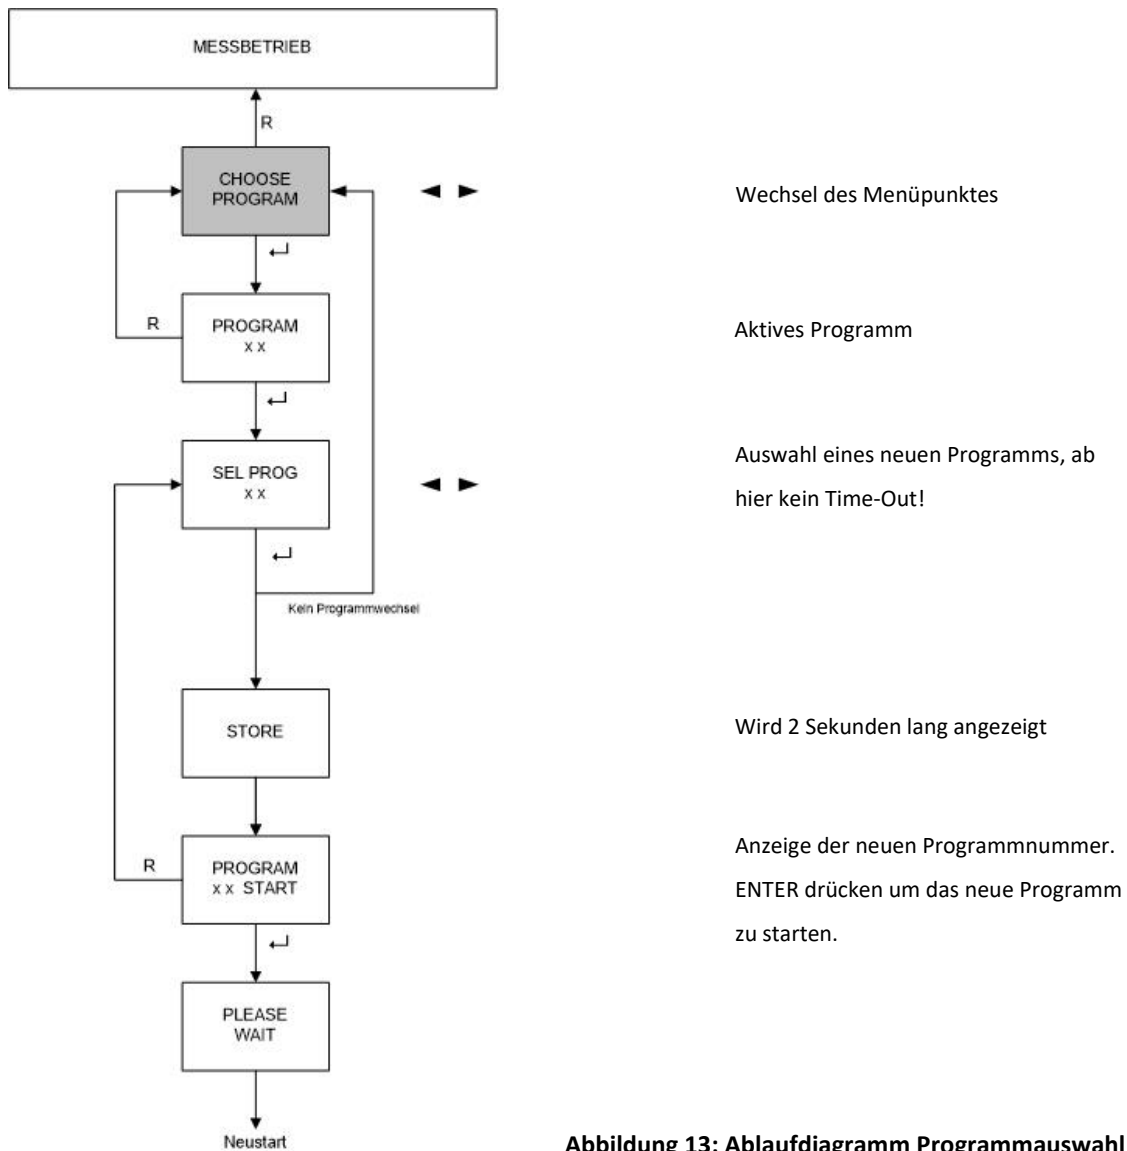 MESSBETRIEB
R
CHOOSE
PROGRAM
Wechsel des Menüpunktes
R
PROGRAM
x x
Aktives Programm
SEL PROG
x x
Auswahl eines neuen Programms, ab
hier kein Time-Out!
Kein Programmwechsel
STORE
Wird 2 Sekunden lang angezeigt
R
PROGRAM
x x START
Anzeige der neuen Programmnummer.
ENTER drücken um das neue Programm
zu starten.
PLEASE
WAIT
Neustart
Abbildung 13: Ablaufdiagramm Programmauswahl